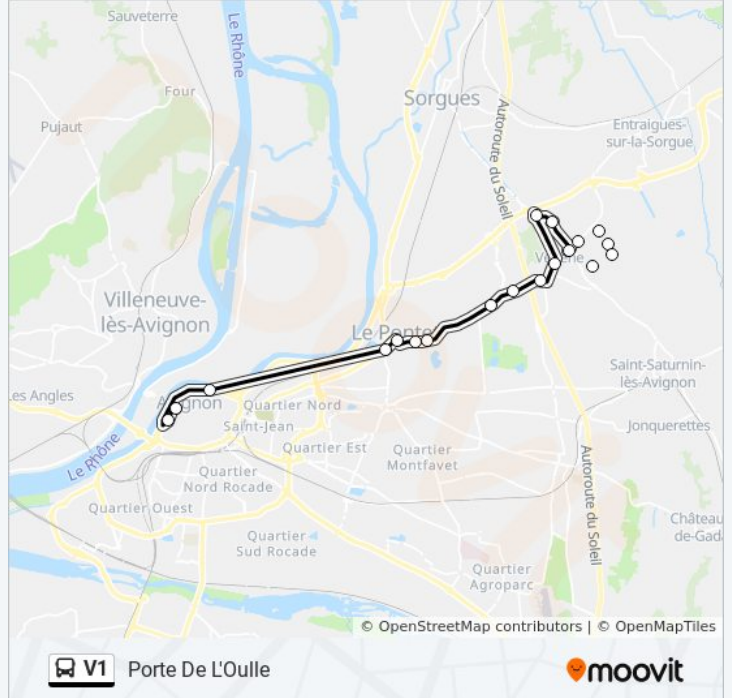 Sauveterre
Le Rhône
Four
Sorgues
Pujaut
Autoroute du Soleil
Entraigues-
sur-la-Sorgue
Villeneuve-
lès-Avignon
Le Ponte
Saint-Saturnin-
lès-Avignon
Les Angles
Avignon
Quartier Nord
Saint-Jean
Jonquerettes
Quartier Est
Quartier
Montfavet
Le Rhône
Quartier
Nord Rocade
Autoroute du Soleil
Quartier Ouest
Château
de-Gad
Quartier
Sud Rocade
Quartier
Agroparc
© OpenStreetMap contributors | © OpenMapTiles
V1 Porte De L'Oulle
moovit